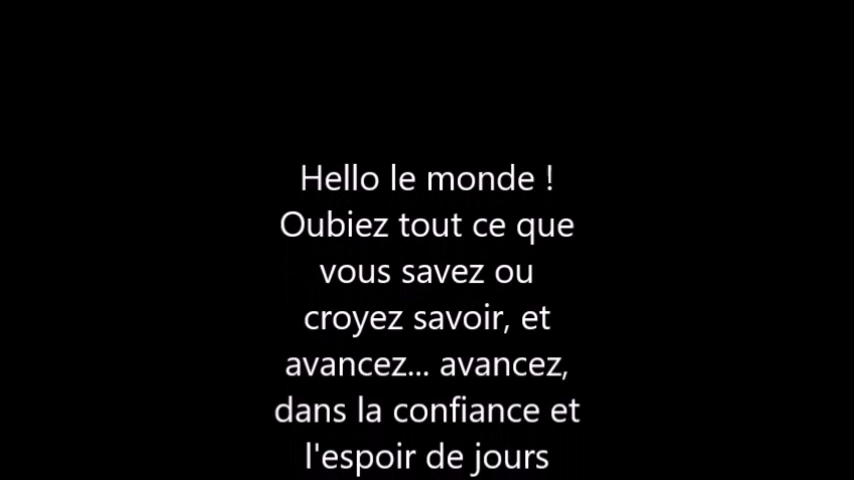 Hello le monde !
Oubiez tout ce que
vous savez ou
croyez savoir, et
avancez... avancez,
dans la confiance et
l'espoir de jours